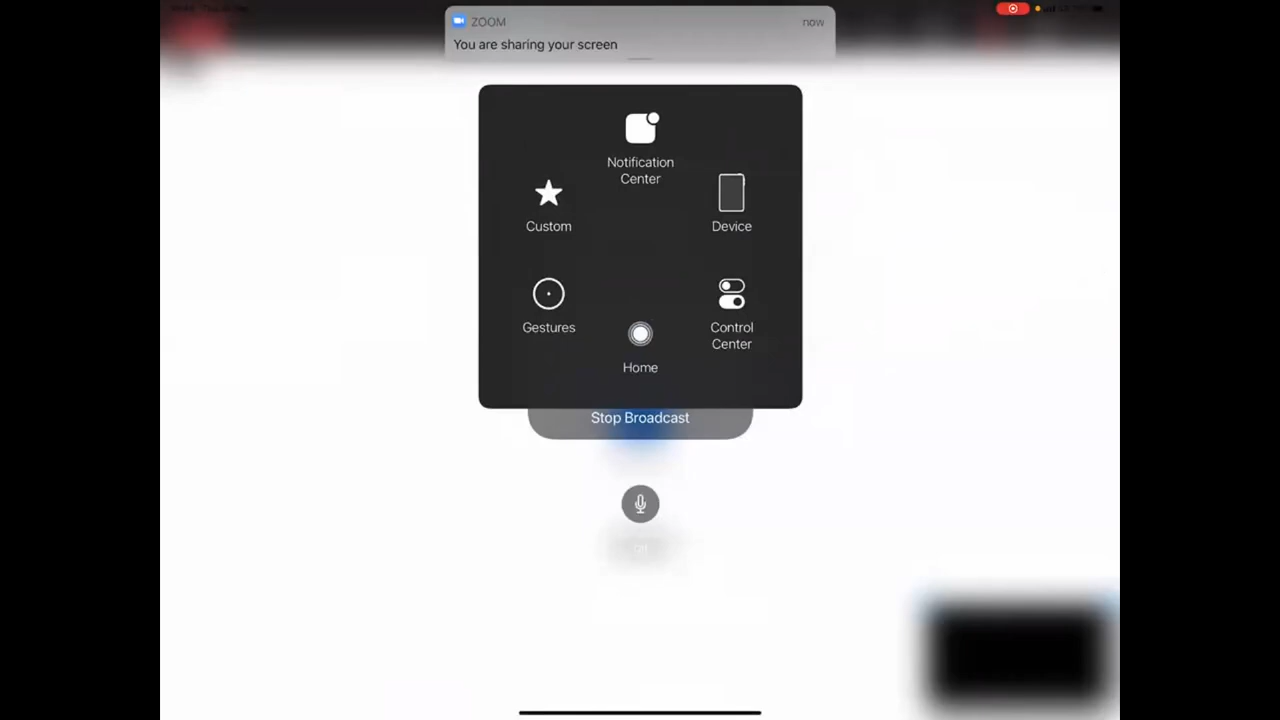 ZOOM
now
You are sharing your screen
Notification
Center
Custom
Device
Gestures
Control
Center
Home
Stop Broadcast